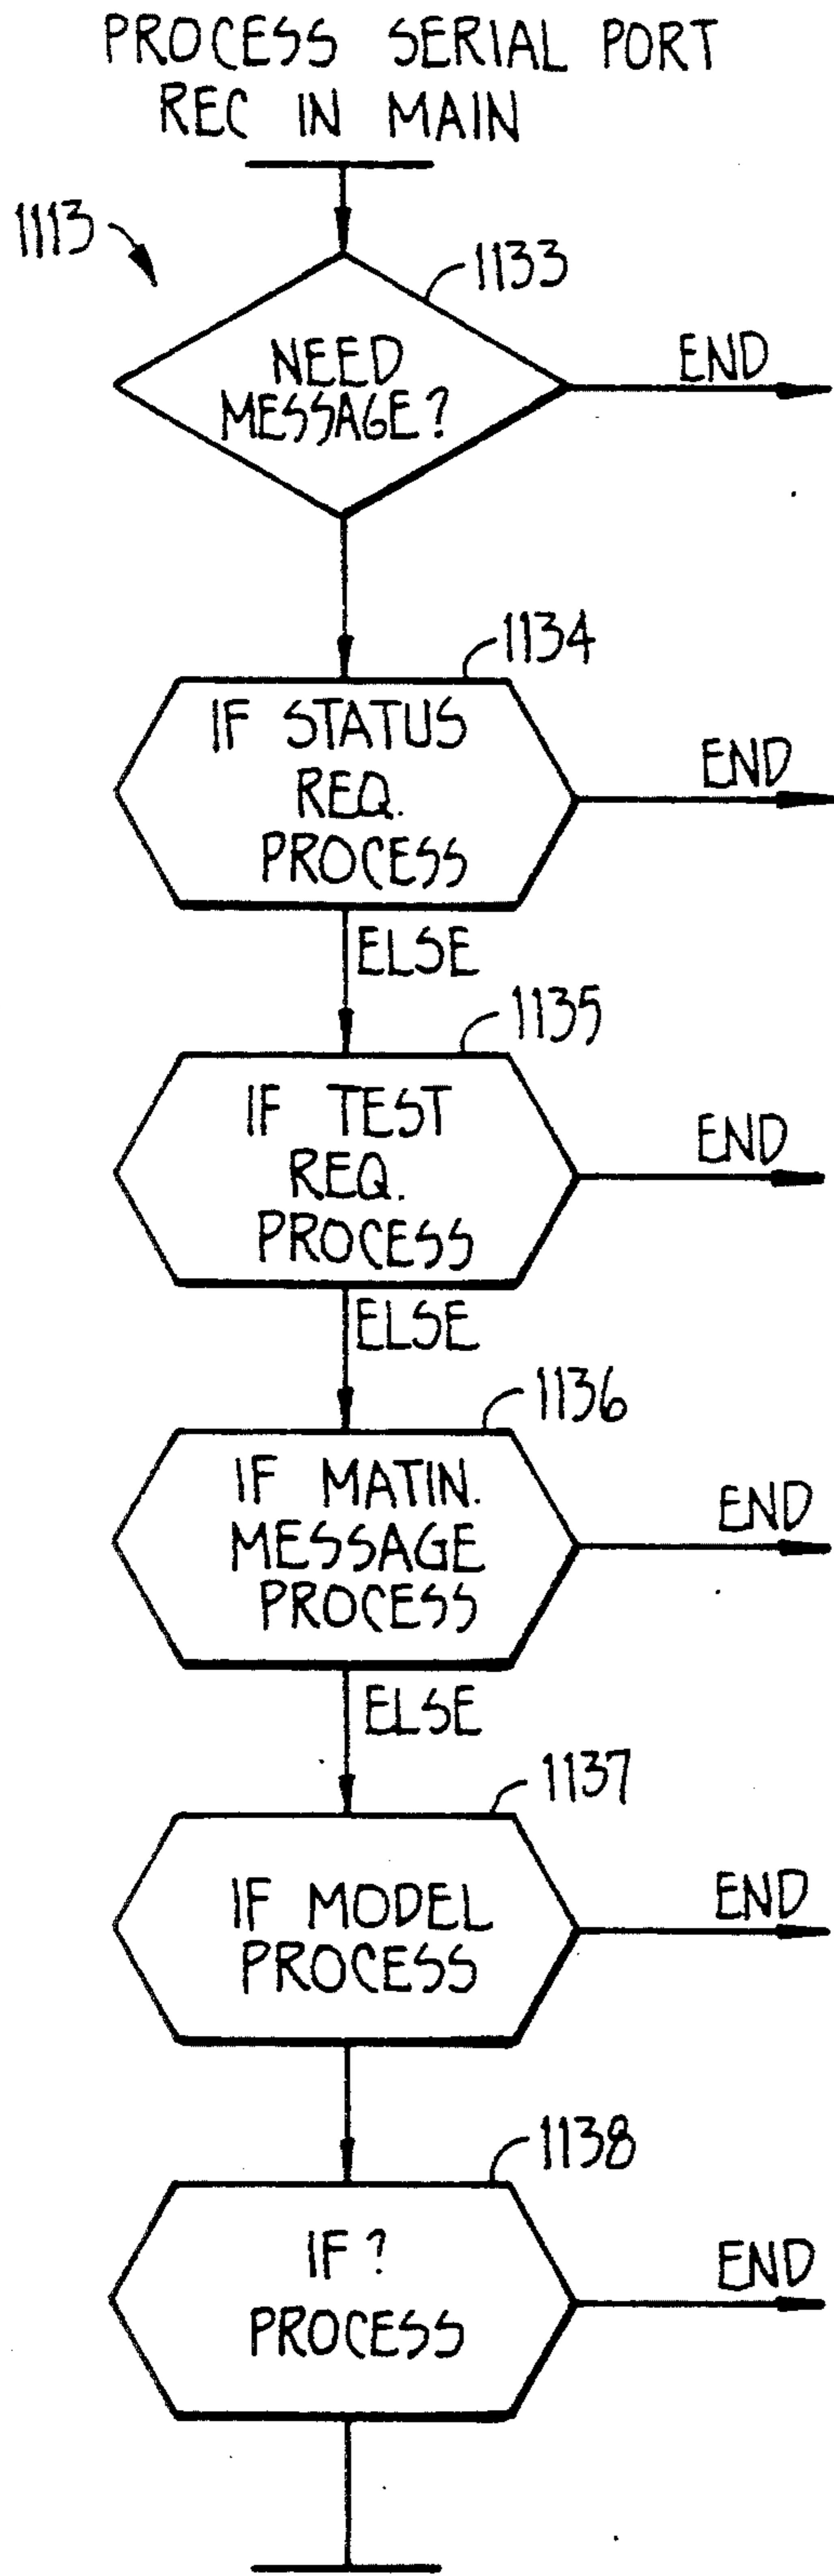 PROCESS SERIAL PORT
REC IN MAIN
1113
1133
NEED
MESSAGE?
END
1134
IF STATUS
REQ.
PROCESS
END
ELSE
1135
IF TEST
REQ.
PROCESS
END
ELSE
1136
IF MATIN.
MESSAGE
PROCESS
END
ELSE
1137
IF MODEL
PROCESS
END
1138
IF ?
PROCESS
END